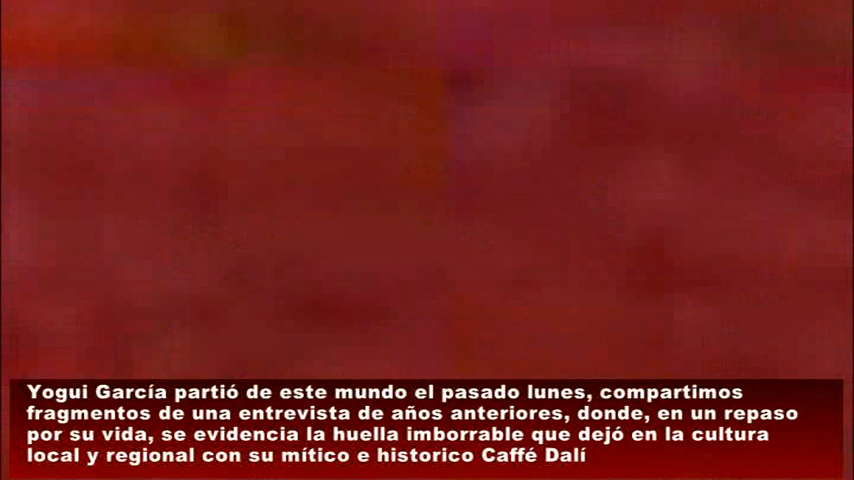 Yogui García partió de este mundo el pasado lunes, compartimos
fragmentos de una entrevista de años anteriores, donde, en un repaso
por su vida, se evidencia la huella imborrable que dejó en la cultura
local y regional con su mítico e historico Caffé Dalí